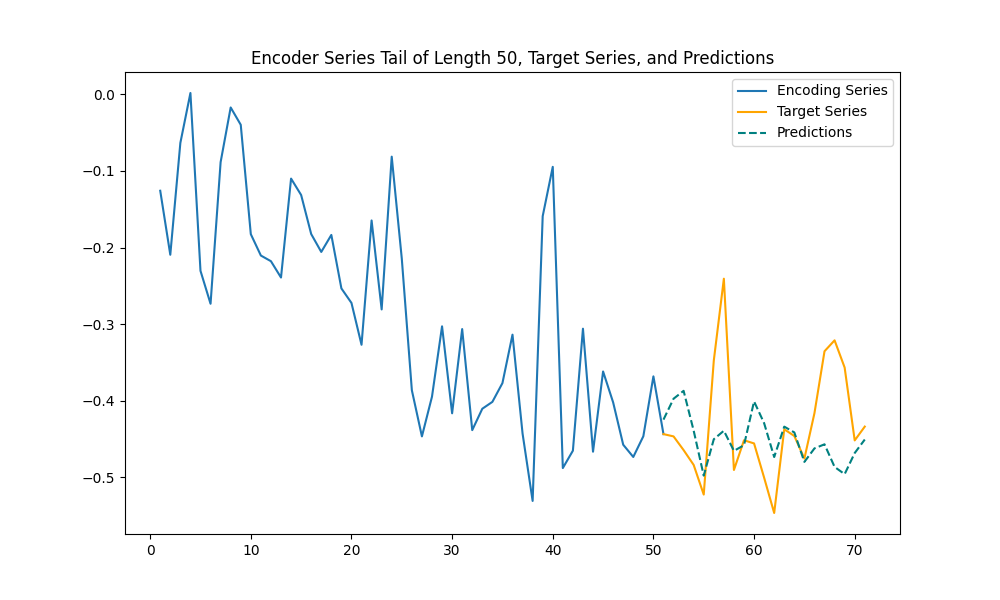 Encoder Series Tail of Length 50, Target Series, and Predictions
Encoding Series
Target Series
Predictions
0.0
−0.1
−0.2
−0.3
−0.4
−0.5
0 10 20 30 40 50 60 70